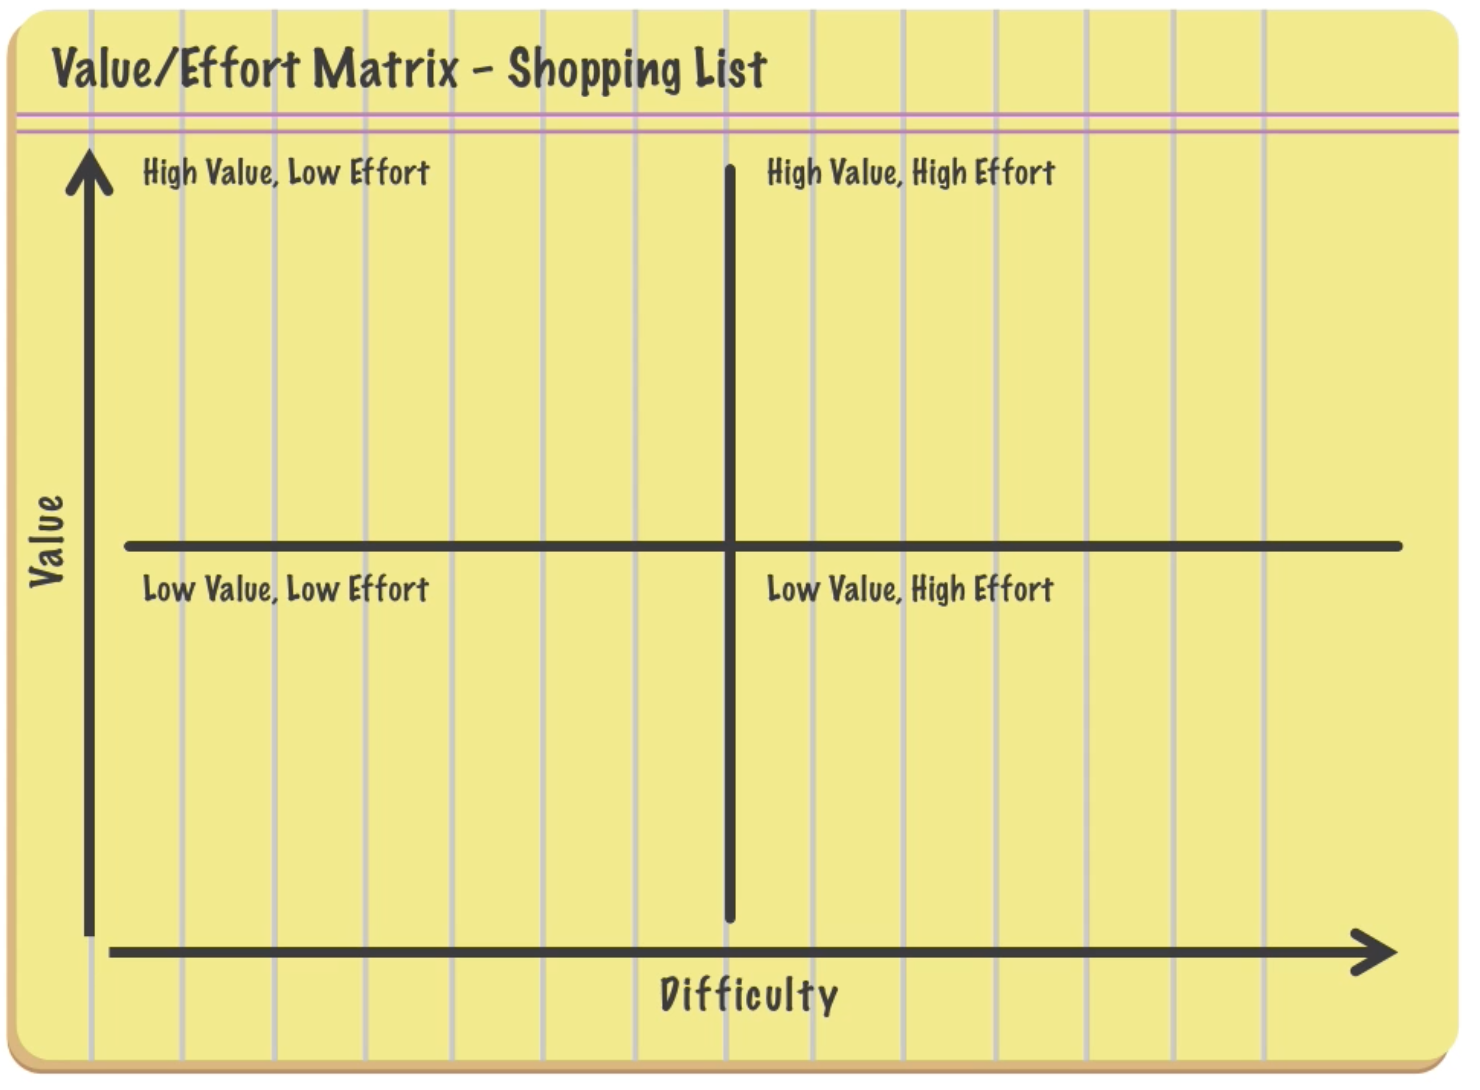 Value/Effort Matrix - Shopping List
High Value, Low Effort
High Value, High Effort
Value
Low Value, Low Effort
Low Value, High Effort
Difficulty